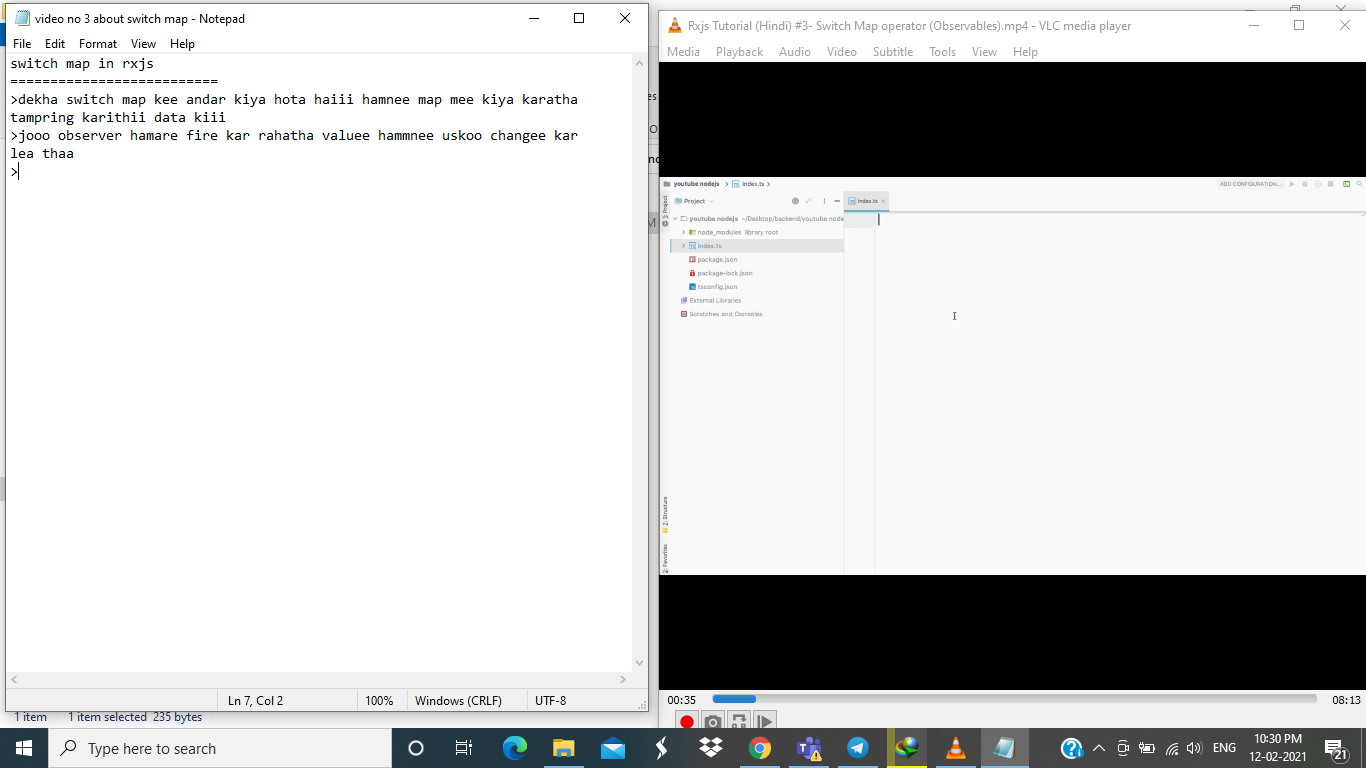 video no 3 about switch map - Notepad
File Edit Format View Help
switch map in rxjs
==========================
>dekha switch map kee andar kiya hota haiii hamnee map mee kiya karatha
tampring karithii data kiii
>jooo observer hamare fire kar rahatha valuee hammnee uskoo changee kar
lea thaa
>
Ln 7, Col 2 100% Windows (CRLF) UTF-8
1 item 1 item selected 235 bytes
Rxjs Tutorial (Hindi) #3- Switch Map operator (Observables).mp4 - VLC media player
Media Playback Audio Video Subtitle Tools View Help
youtube nodejs index.ts
ADD CONFIGURATION...
Project
index.ts
youtube nodejs ~/Desktop/backend/youtube node
node_modules library root
index.ts
package.json
package-lock.json
tsconfig.json
External Libraries
Scratches and Consoles
1: Project
Z: Structure
2: Favorites
00:35 08:13
Type here to search
ENG
10:30 PM
12-02-2021
21